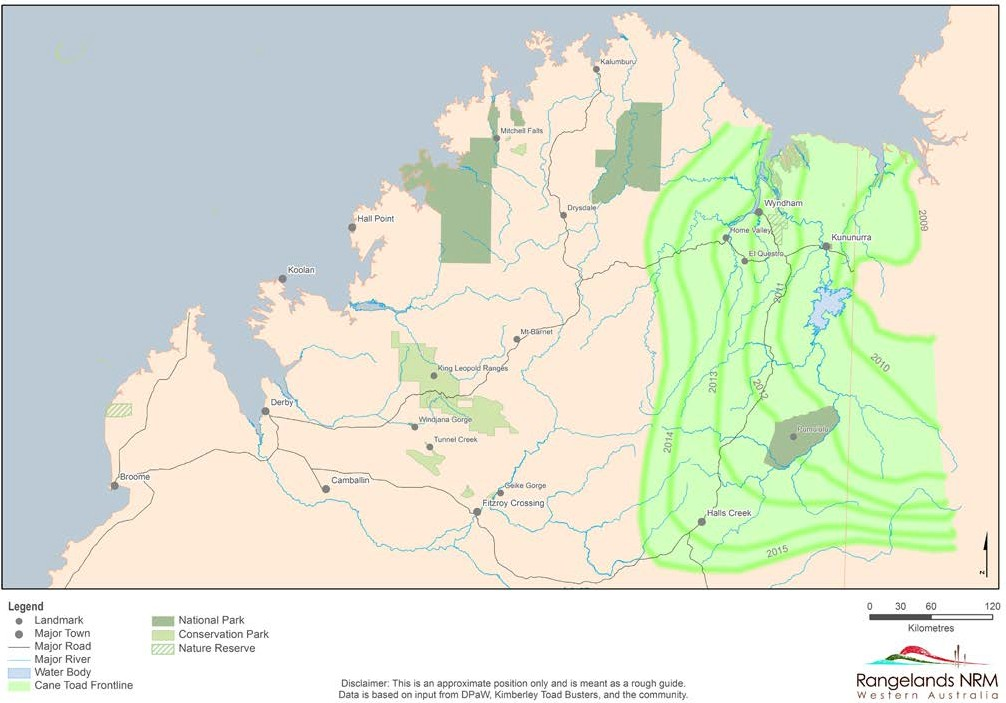 Kalumburu
Mitchell Falls
Drysdale
Hall Point
Wyndham
Home Valley
Kununurra
El Questro
2009
Koolan
2011
Mt Barnet
King Leopold Ranges
2010
2013
2012
Derby
Windjana Gorge
Purnululu
Tunnel Creek
2014
Broome
Camballin
Geike Gorge
Fitzroy Crossing
Halls Creek
2015
N
Legend
Landmark
Major Town
Major Road
Major River
Water Body
Cane Toad Frontline
National Park
Conservation Park
Nature Reserve
0 30 60 120
Kilometres
Disclaimer: This is an approximate position only and is meant as a rough guide.
Data is based on input from DPaW, Kimberley Toad Busters, and the community.
Rangelands NRM
Western Australia